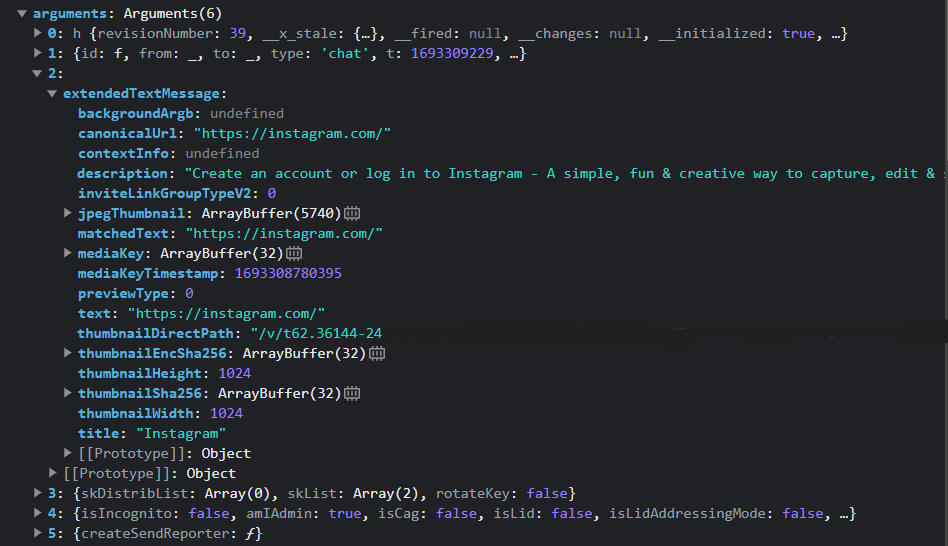 arguments: Arguments(6)
0: h {revisionNumber: 39, __x_stale: {…}, __fired: null, __changes: null, __initialized: true, …}
1: {id: f, from: _, to: _, type: 'chat', t: 1693309229, …}
2:
extendedTextMessage:
backgroundArgb: undefined
canonicalUrl: "https://instagram.com/"
contextInfo: undefined
description: "Create an account or log in to Instagram - A simple, fun & creative way to capture, edit &
inviteLinkGroupTypeV2: 0
jpegThumbnail: ArrayBuffer(5740)
matchedText: "https://instagram.com/"
mediaKey: ArrayBuffer(32)
mediaKeyTimestamp: 1693308780395
previewType: 0
text: "https://instagram.com/"
thumbnailDirectPath: "/v/t62.36144-24
thumbnailEncSha256: ArrayBuffer(32)
thumbnailHeight: 1024
thumbnailSha256: ArrayBuffer(32)
thumbnailWidth: 1024
title: "Instagram"
[[Prototype]]: Object
[[Prototype]]: Object
3: {skDistribList: Array(0), skList: Array(2), rotateKey: false}
4: {isIncognito: false, amIAdmin: true, isCag: false, isLid: false, isLidAddressingMode: false, …}
5: {createSendReporter: ƒ}